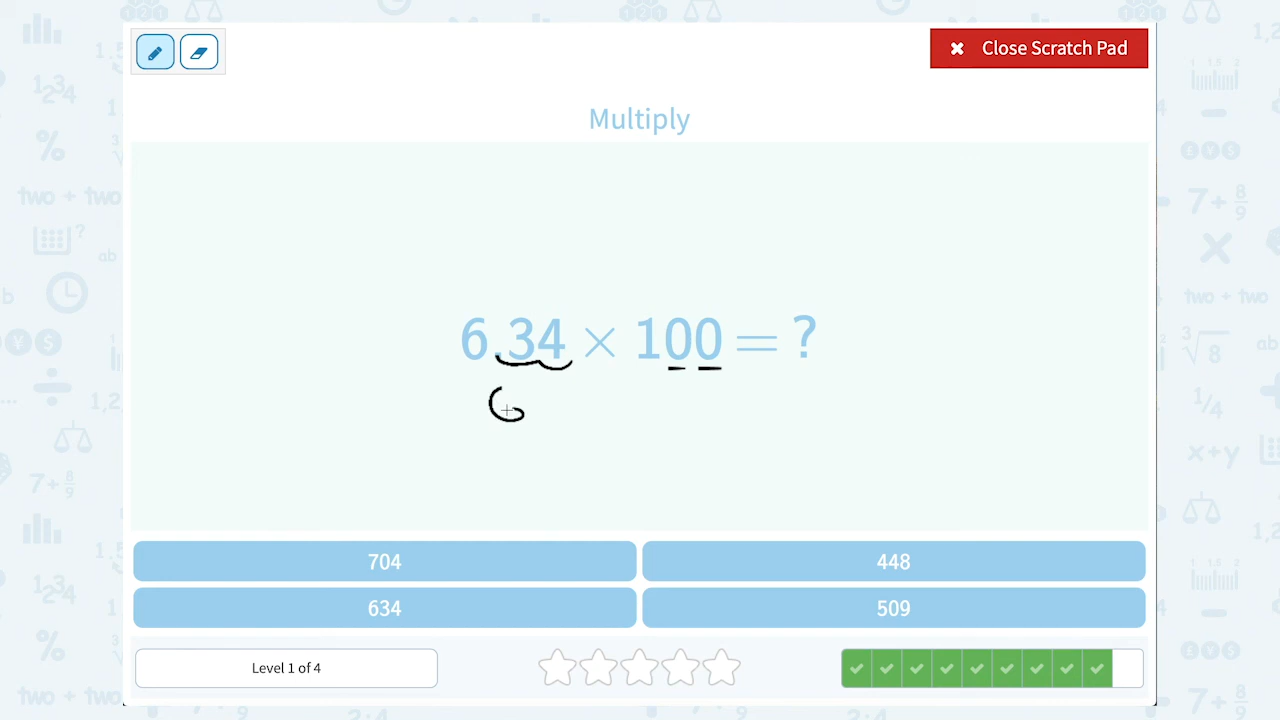 Close Scratch Pad
Multiply
6.34 × 100 = ?
6
704
448
634
509
Level 1 of 4